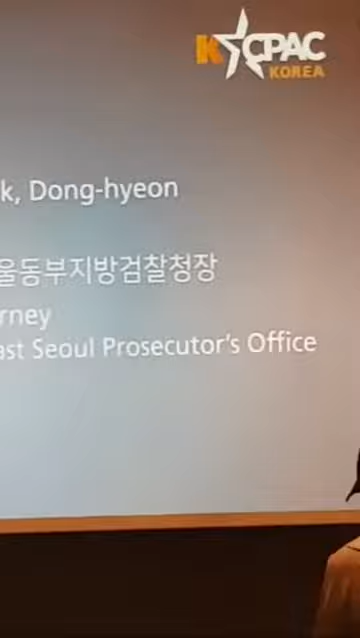 KCPAC
KOREA
k, Dong-hyeon
울동부지방검찰청장
rney
ast Seoul Prosecutor's Office